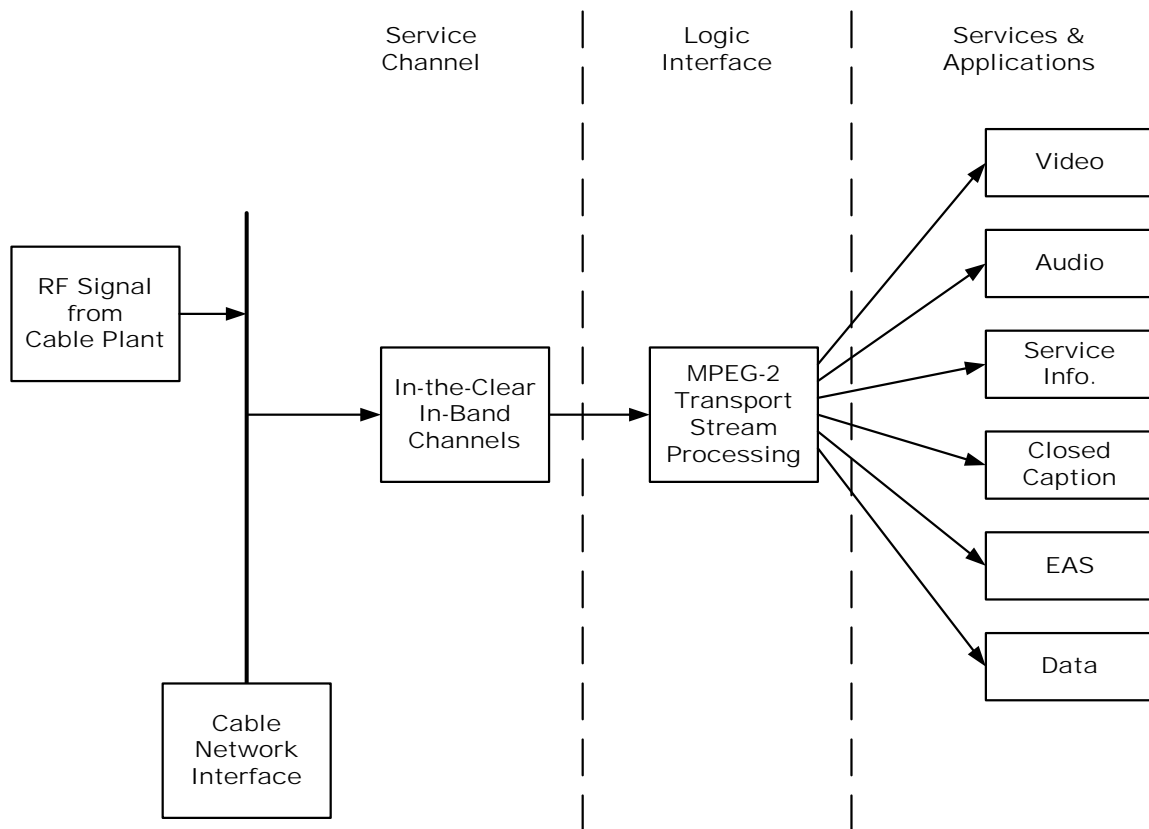 Service
Channel
Logic
Interface
Services &
Applications
Video
Audio
RF Signal
from
Cable Plant
In-the-Clear
In-Band
Channels
MPEG-2
Transport
Stream
Processing
Service
Info.
Closed
Caption
EAS
Data
Cable
Network
Interface